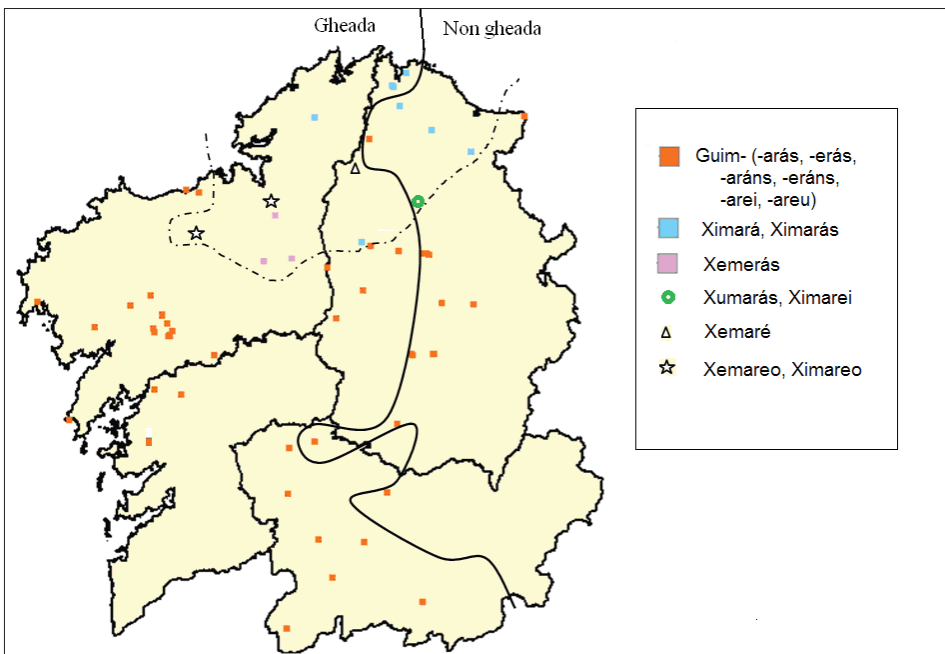 Gheada
Non gheada
Guim- (-arás, -erás,
-aráns, -eráns,
-arei, -areu)
Ximará, Ximarás
Xemerás
Xumarás, Ximarei
Xemaré
Xemareo, Ximareo